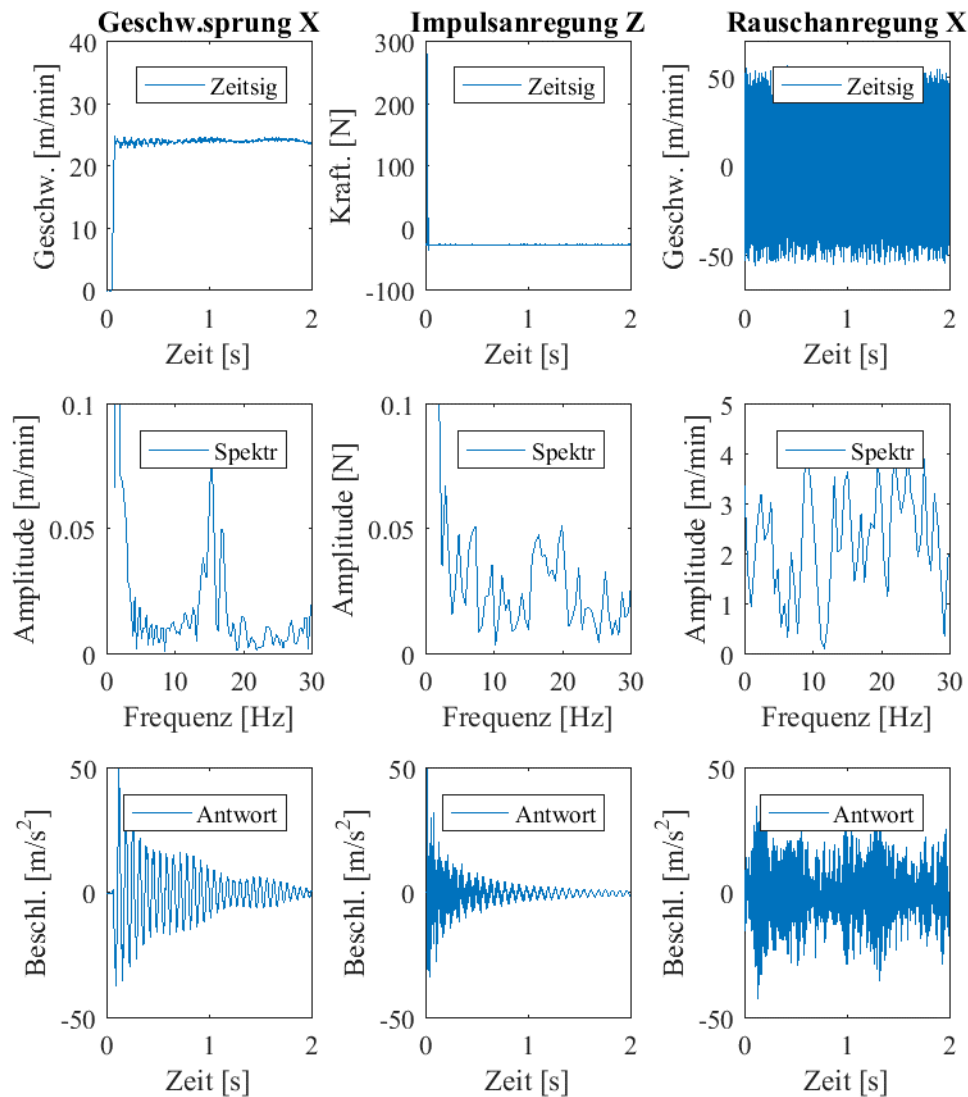 Geschw.sprung X
Impulsanregung Z
Rauschanregung X
Geschw. [m/min]
40
30
20
10
0
Zeitsig
0 1 2
Zeit [s]
Kraft. [N]
300
200
100
0
-100
Zeitsig
0 1 2
Zeit [s]
Geschw. [m/min]
50
0
-50
Zeitsig
0 1 2
Zeit [s]
Amplitude [m/min]
0.1
0.05
0
Spektr
0 10 20 30
Frequenz [Hz]
Amplitude [N]
0.1
0.05
0
Spektr
0 10 20 30
Frequenz [Hz]
Amplitude [m/min]
5
4
3
2
1
0
Spektr
0 10 20 30
Frequenz [Hz]
Beschl. [m/s²]
50
0
-50
Antwort
0 1 2
Zeit [s]
Beschl. [m/s²]
50
0
-50
Antwort
0 1 2
Zeit [s]
Beschl. [m/s²]
50
0
-50
Antwort
0 1 2
Zeit [s]